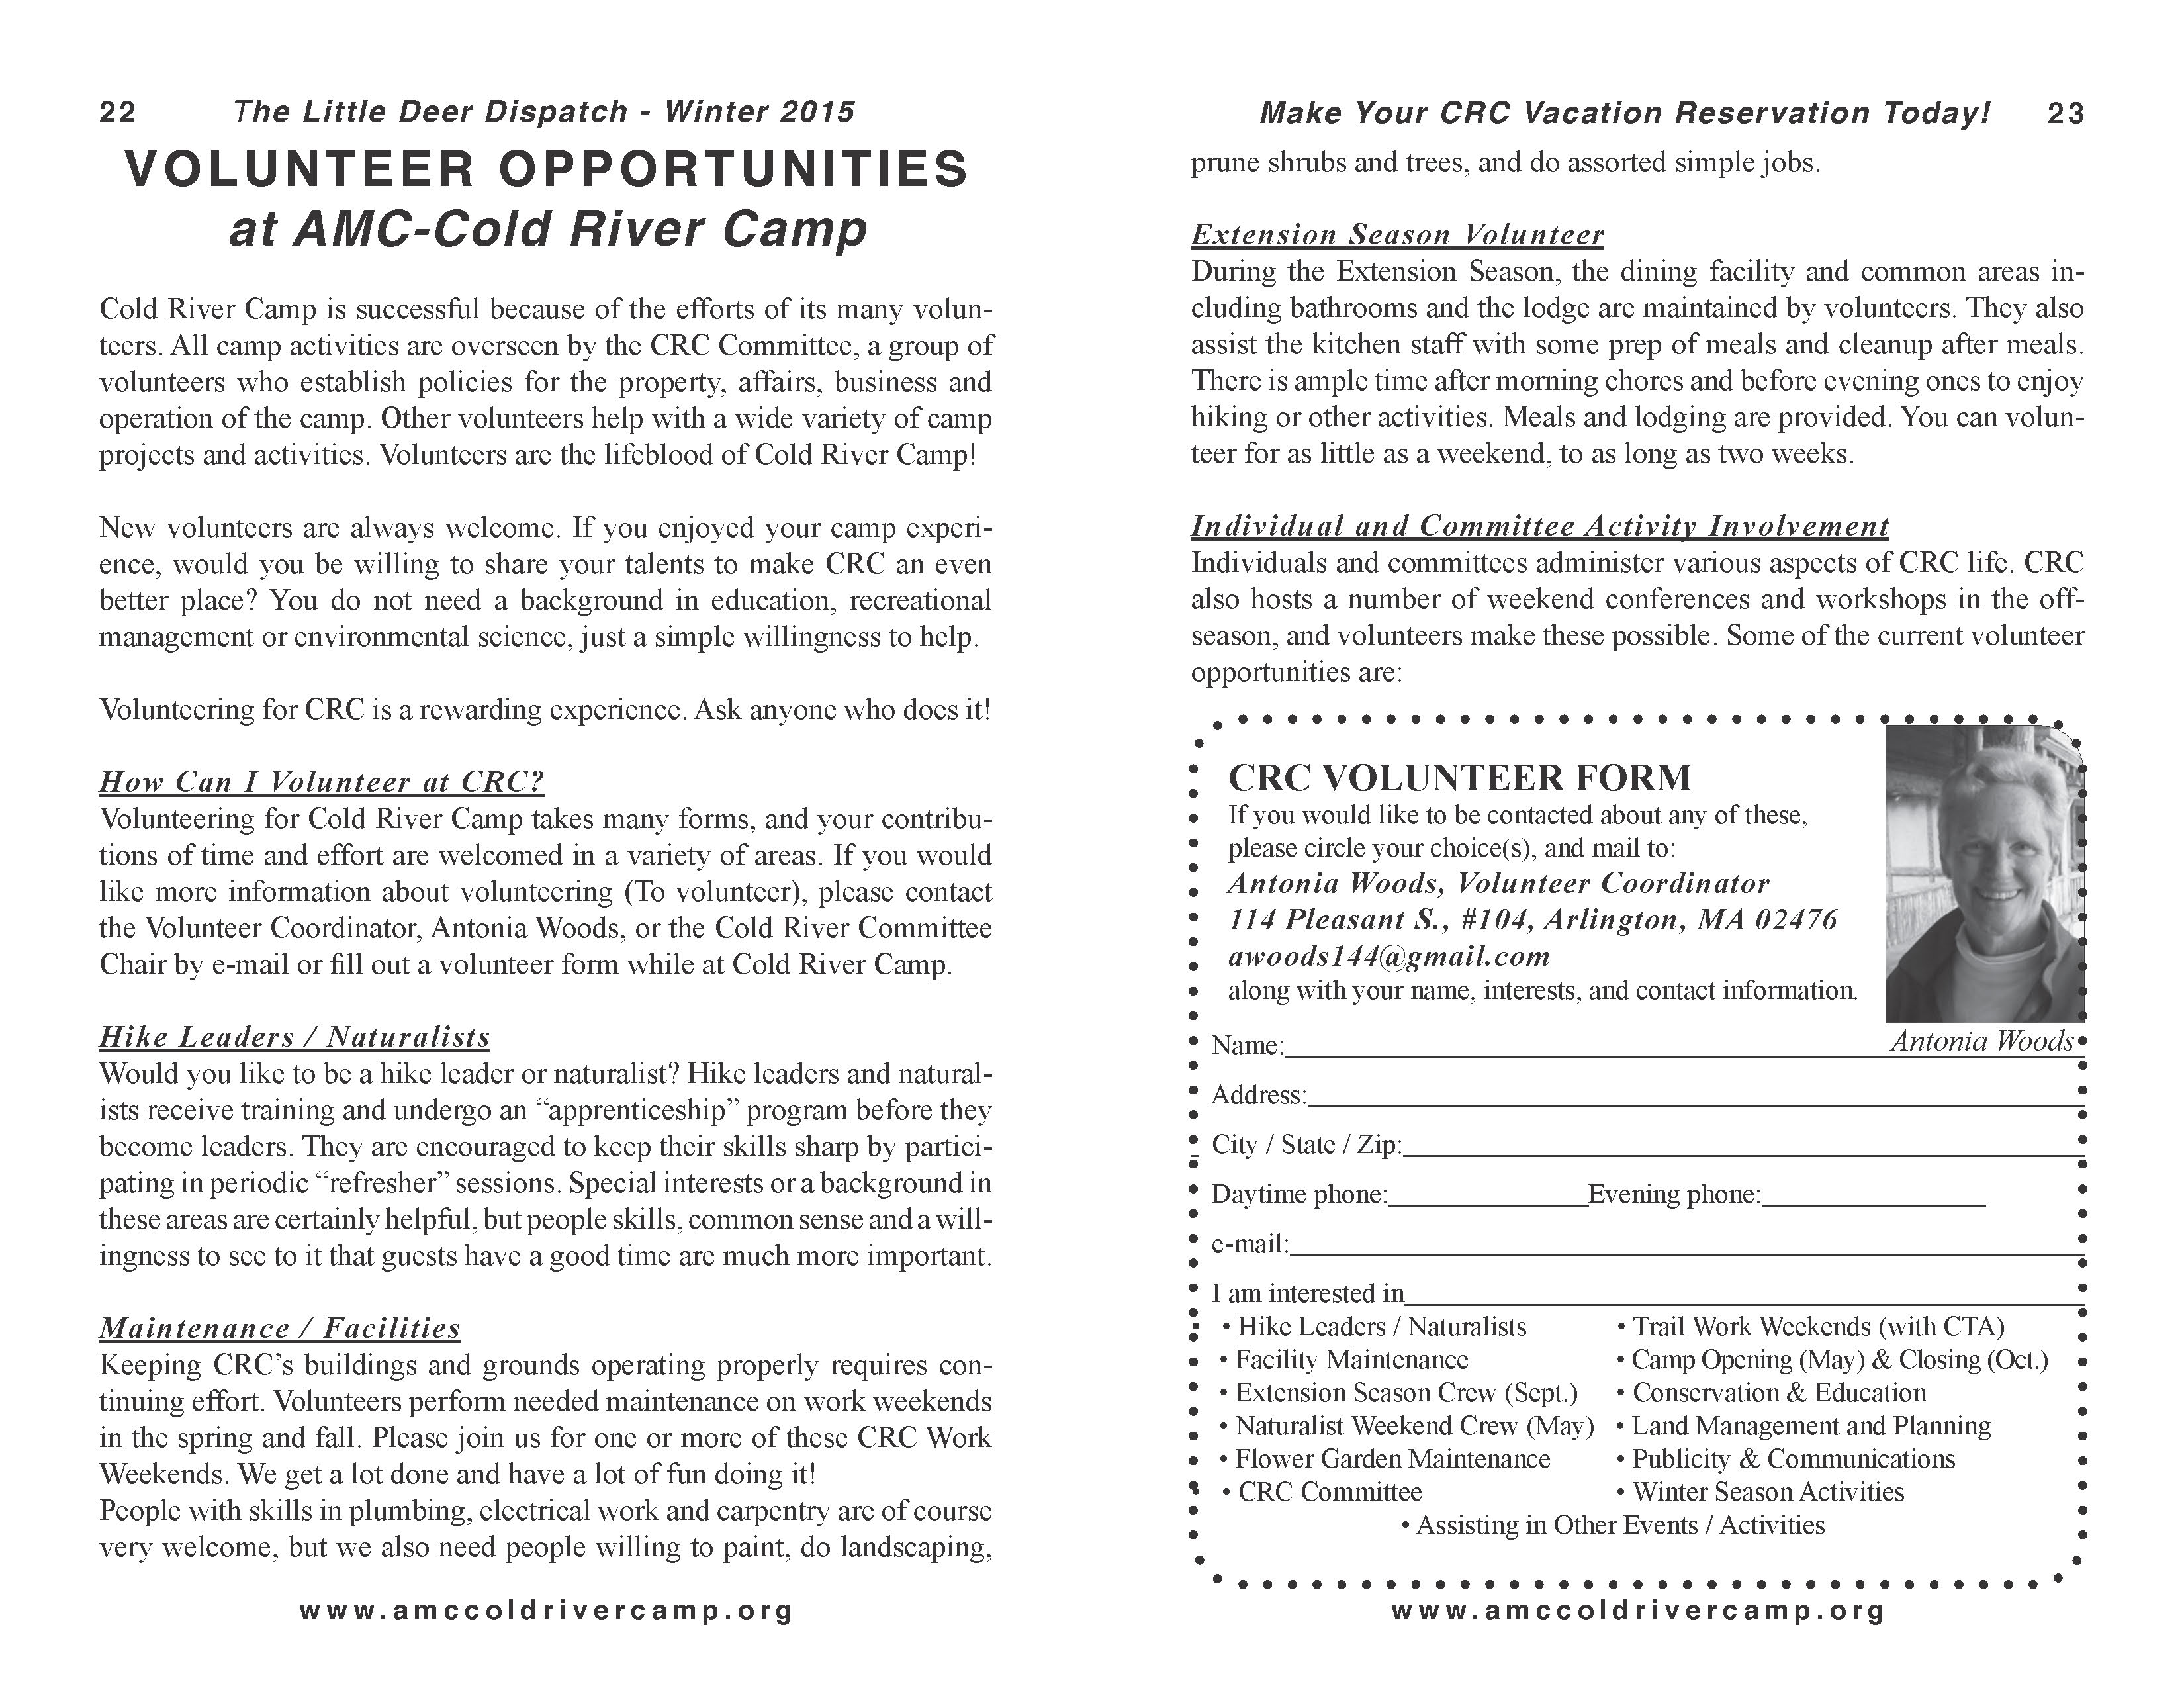 22 The Little Deer Dispatch - Winter 2015
VOLUNTEER OPPORTUNITIES
at AMC-Cold River Camp
Cold River Camp is successful because of the efforts of its many volun-
teers. All camp activities are overseen by the CRC Committee, a group of
volunteers who establish policies for the property, affairs, business and
operation of the camp. Other volunteers help with a wide variety of camp
projects and activities. Volunteers are the lifeblood of Cold River Camp!
New volunteers are always welcome. If you enjoyed your camp experi-
ence, would you be willing to share your talents to make CRC an even
better place? You do not need a background in education, recreational
management or environmental science, just a simple willingness to help.
Volunteering for CRC is a rewarding experience. Ask anyone who does it!
How Can I Volunteer at CRC?
Volunteering for Cold River Camp takes many forms, and your contribu-
tions of time and effort are welcomed in a variety of areas. If you would
like more information about volunteering (To volunteer), please contact
the Volunteer Coordinator, Antonia Woods, or the Cold River Committee
Chair by e-mail or fill out a volunteer form while at Cold River Camp.
Hike Leaders / Naturalists
Would you like to be a hike leader or naturalist? Hike leaders and natural-
ists receive training and undergo an “apprenticeship” program before they
become leaders. They are encouraged to keep their skills sharp by partici-
pating in periodic “refresher” sessions. Special interests or a background in
these areas are certainly helpful, but people skills, common sense and a will-
ingness to see to it that guests have a good time are much more important.
Maintenance / Facilities
Keeping CRC’s buildings and grounds operating properly requires con-
tinuing effort. Volunteers perform needed maintenance on work weekends
in the spring and fall. Please join us for one or more of these CRC Work
Weekends. We get a lot done and have a lot of fun doing it!
People with skills in plumbing, electrical work and carpentry are of course
very welcome, but we also need people willing to paint, do landscaping,
www.amccoldrivercamp.org
Make Your CRC Vacation Reservation Today! 23
prune shrubs and trees, and do assorted simple jobs.
Extension Season Volunteer
During the Extension Season, the dining facility and common areas in-
cluding bathrooms and the lodge are maintained by volunteers. They also
assist the kitchen staff with some prep of meals and cleanup after meals.
There is ample time after morning chores and before evening ones to enjoy
hiking or other activities. Meals and lodging are provided. You can volun-
teer for as little as a weekend, to as long as two weeks.
Individual and Committee Activity Involvement
Individuals and committees administer various aspects of CRC life. CRC
also hosts a number of weekend conferences and workshops in the off-
season, and volunteers make these possible. Some of the current volunteer
opportunities are:
CRC VOLUNTEER FORM
If you would like to be contacted about any of these,
please circle your choice(s), and mail to:
Antonia Woods, Volunteer Coordinator
114 Pleasant S., #104, Arlington, MA 02476
awoods144@gmail.com
along with your name, interests, and contact information.
Antonia Woods
Name:
Address:
City / State / Zip:
Daytime phone: Evening phone:
e-mail:
I am interested in
• Hike Leaders / Naturalists • Trail Work Weekends (with CTA)
• Facility Maintenance • Camp Opening (May) & Closing (Oct.)
• Extension Season Crew (Sept.) • Conservation & Education
• Naturalist Weekend Crew (May) • Land Management and Planning
• Flower Garden Maintenance • Publicity & Communications
• CRC Committee • Winter Season Activities
• Assisting in Other Events / Activities
www.amccoldrivercamp.org